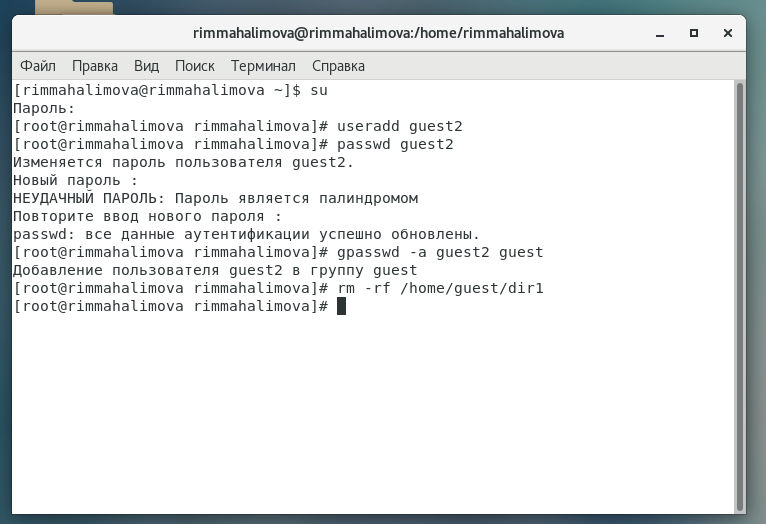 rimmahalimova@rimmahalimova:/home/rimmahalimova
Файл Правка Вид Поиск Терминал Справка
[rimmahalimova@rimmahalimova ~]$ su
Пароль:
[root@rimmahalimova rimmahalimova]# useradd guest2
[root@rimmahalimova rimmahalimova]# passwd guest2
Изменяется пароль пользователя guest2.
Новый пароль :
НЕУДАЧНЫЙ ПАРОЛЬ: Пароль является палиндромом
Повторите ввод нового пароля :
passwd: все данные аутентификации успешно обновлены.
[root@rimmahalimova rimmahalimova]# gpasswd -a guest2 guest
Добавление пользователя guest2 в группу guest
[root@rimmahalimova rimmahalimova]# rm -rf /home/guest/dir1
[root@rimmahalimova rimmahalimova]#